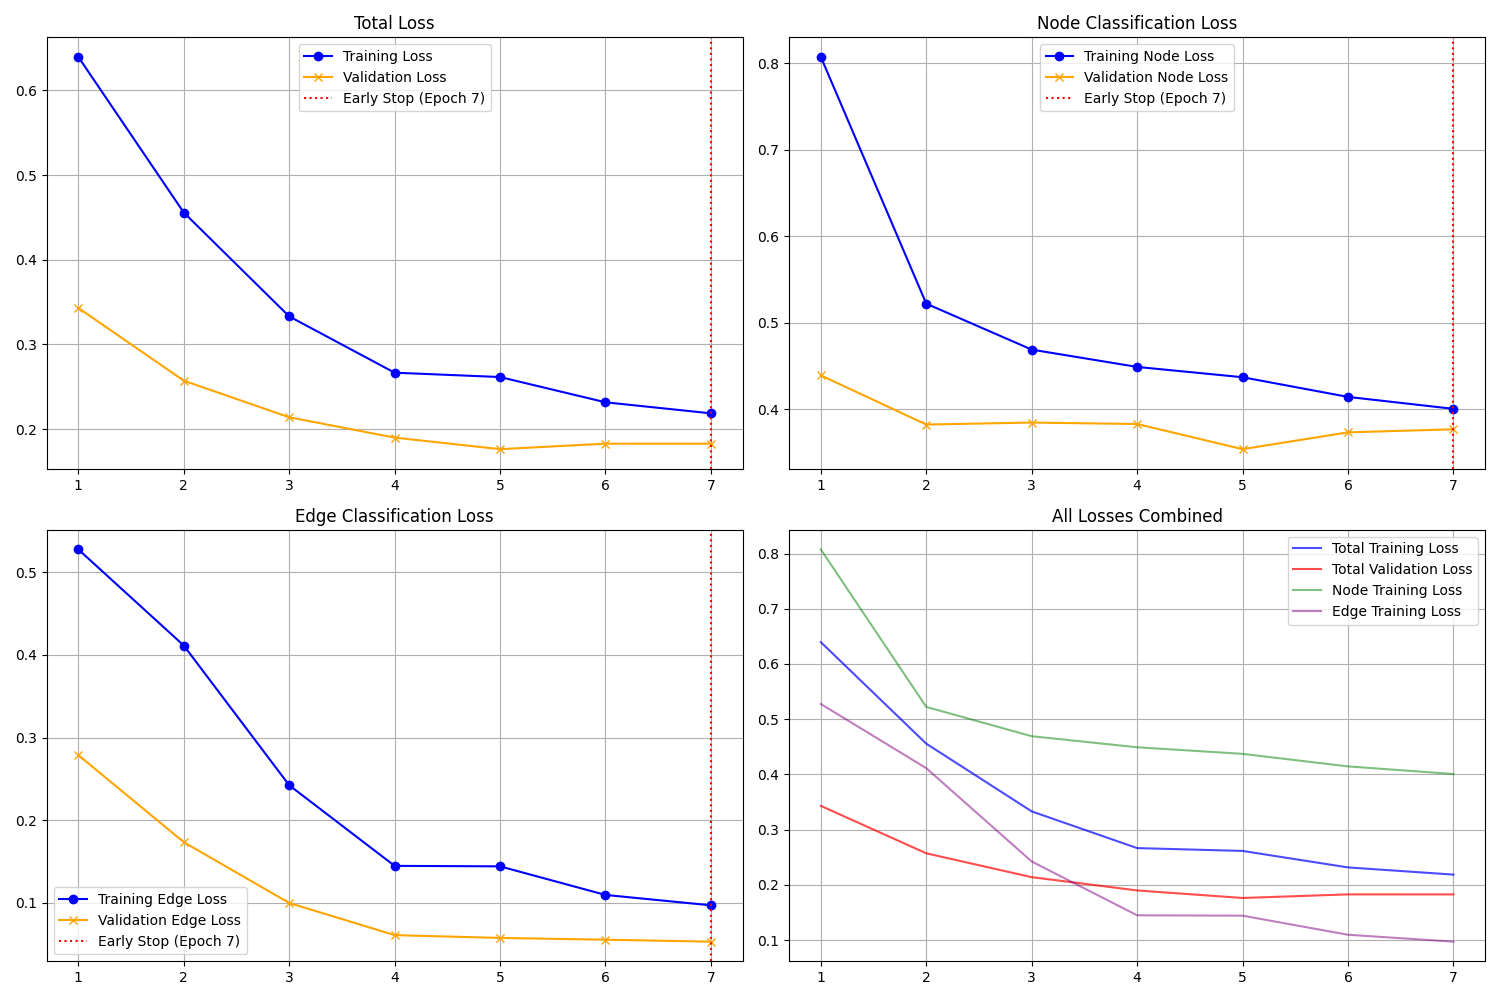 Total Loss
Training Loss
Validation Loss
Early Stop (Epoch 7)
0.6
0.5
0.4
0.3
0.2
1 2 3 4 5 6 7
Node Classification Loss
Training Node Loss
Validation Node Loss
Early Stop (Epoch 7)
0.8
0.7
0.6
0.5
0.4
1 2 3 4 5 6 7
Edge Classification Loss
0.5
0.4
0.3
0.2
0.1
Training Edge Loss
Validation Edge Loss
Early Stop (Epoch 7)
1 2 3 4 5 6 7
All Losses Combined
Total Training Loss
Total Validation Loss
Node Training Loss
Edge Training Loss
0.8
0.7
0.6
0.5
0.4
0.3
0.2
0.1
1 2 3 4 5 6 7